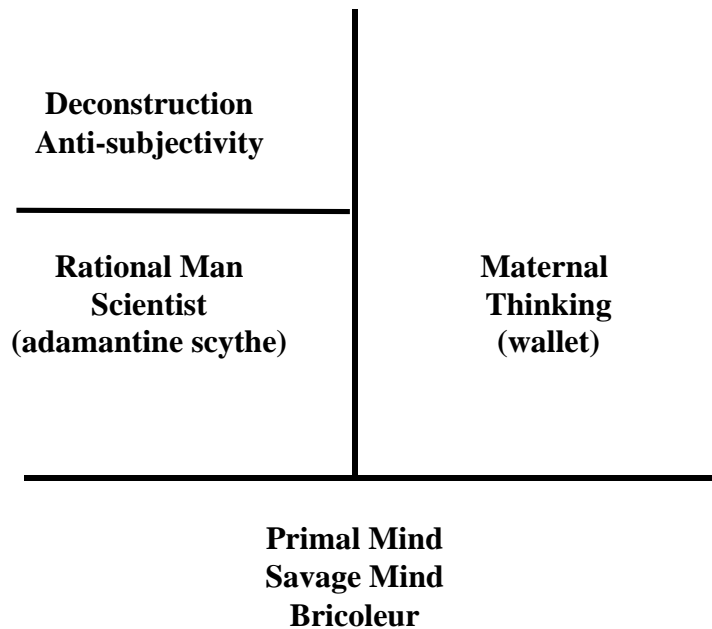 Deconstruction
Anti-subjectivity
Rational Man
Scientist
(adamantine scythe)
Maternal
Thinking
(wallet)
Primal Mind
Savage Mind
Bricoleur